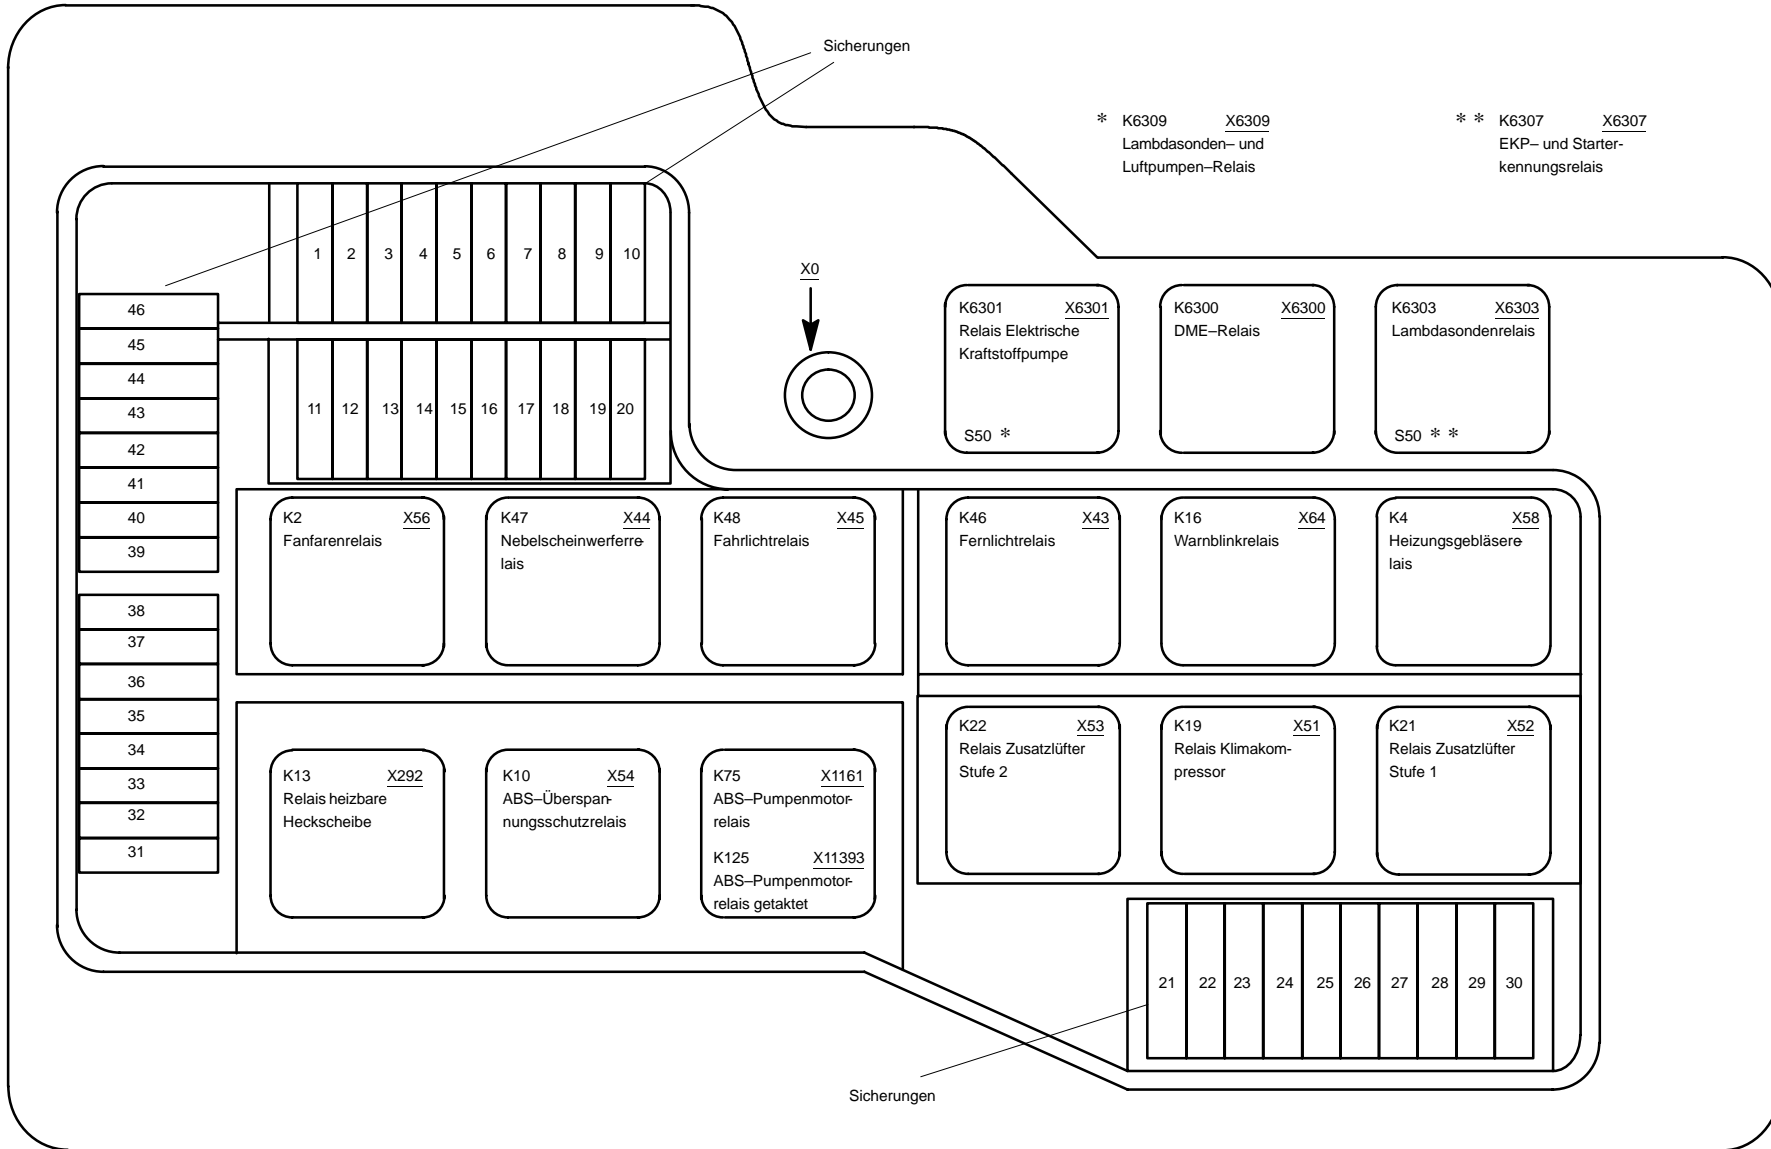 Sicherungen
* K6309 X6309
Lambdasonden– und
Luftpumpen–Relais
* * K6307 X6307
EKP– und Starter-
kennungsrelais
1 2 3 4 5 6 7 8 9 10
11 12 13 14 15 16 17 18 19 20
46
45
44
43
42
41
40
39
38
37
36
35
34
33
32
31
X0
K6301 X6301
Relais Elektrische
Kraftstoffpumpe
S50 *
K6300 X6300
DME–Relais
K6303 X6303
Lambdasondenrelais
S50 * *
K2 X56
Fanfarenrelais
K47 X44
Nebelscheinwerferre-
lais
K48 X45
Fahrlichtrelais
K46 X43
Fernlichtrelais
K16 X64
Warnblinkrelais
K4 X58
Heizungsgebläsere-
lais
K13 X292
Relais heizbare
Heckscheibe
K10 X54
ABS–Überspan-
nungsschutzrelais
K75 X1161
ABS–Pumpenmotor-
relais
K125 X11393
ABS–Pumpenmotor-
relais getaktet
K22 X53
Relais Zusatzlüfter
Stufe 2
K19 X51
Relais Klimakom-
pressor
K21 X52
Relais Zusatzlüfter
Stufe 1
21 22 23 24 25 26 27 28 29 30
Sicherungen